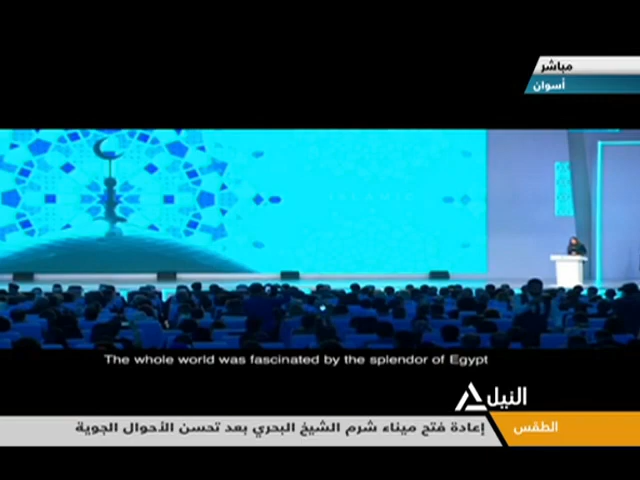 مباشر
أسوان
The whole world was fascinated by the splendor of Egypt
النيل
الطقس
إعادة فتح ميناء شرم الشيخ البحري بعد تحسن الأحوال الجوية